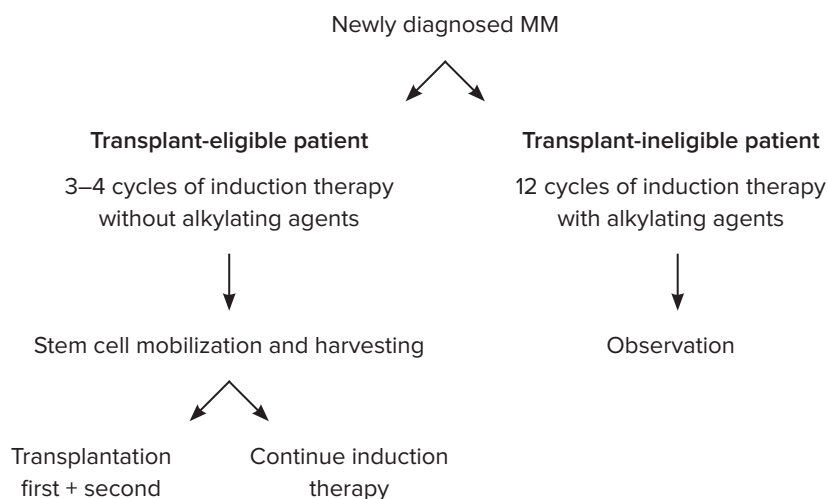 Newly diagnosed MM
Transplant-eligible patient
3–4 cycles of induction therapy
without alkylating agents
Stem cell mobilization and harvesting
Transplantation
first + second
Continue induction
therapy
Transplant-ineligible patient
12 cycles of induction therapy
with alkylating agents
Observation